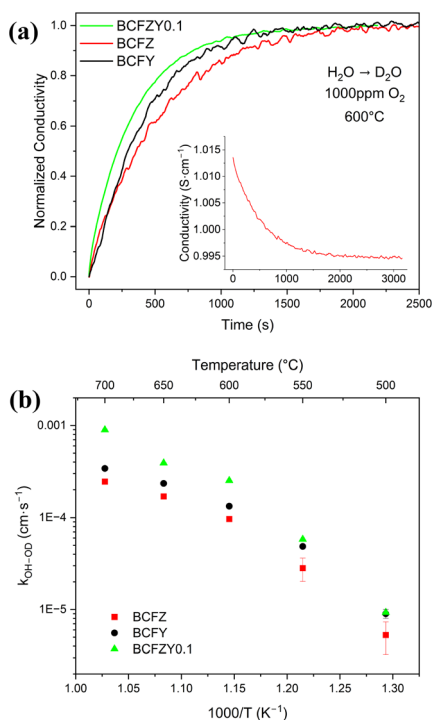 (a)
BCFZY0.1
BCFZ
BCFY
H₂O → D₂O
1000ppm O₂
600°C
Normalized Conductivity
1.0
0.8
0.6
0.4
0.2
0.0
Conductivity (S·cm⁻¹)
1.015
1.010
1.005
1.000
0.995
0 1000 2000 3000
Time (s)
0 500 1000 1500 2000 2500
Time (s)
(b)
Temperature (°C)
700 650 600 550 500
k_OH−OD (cm·s⁻¹)
0.001
1E-4
1E-5
BCFZ
BCFY
BCFZY0.1
1.00 1.05 1.10 1.15 1.20 1.25 1.30
1000/T (K⁻¹)